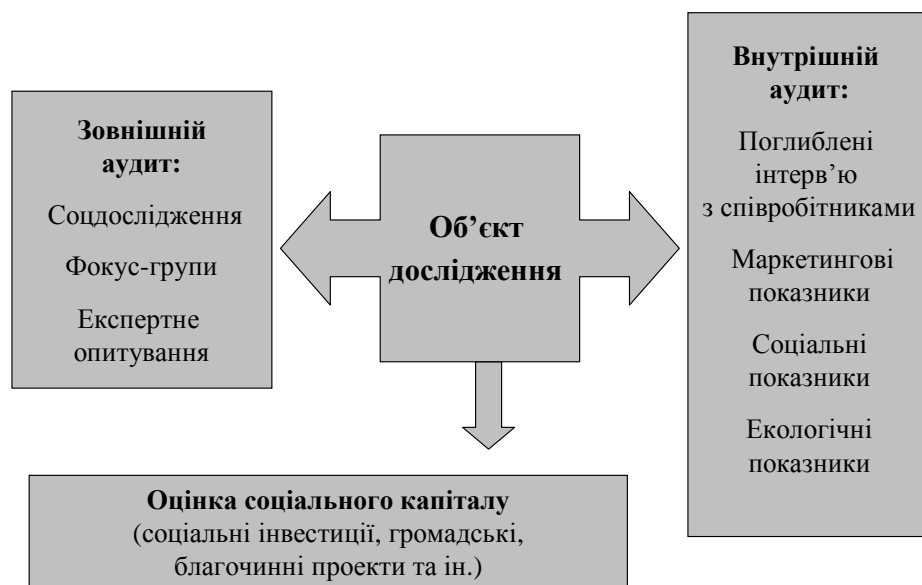 Зовнішній
аудит:
Соцдослідження
Фокус-групи
Експертне
опитування
Об’єкт
дослідження
Внутрішній
аудит:
Поглиблені
інтерв’ю
з співробітниками
Маркетингові
показники
Соціальні
показники
Екологічні
показники
Оцінка соціального капіталу
(соціальні інвестиції, громадські,
благочинні проекти та ін.)